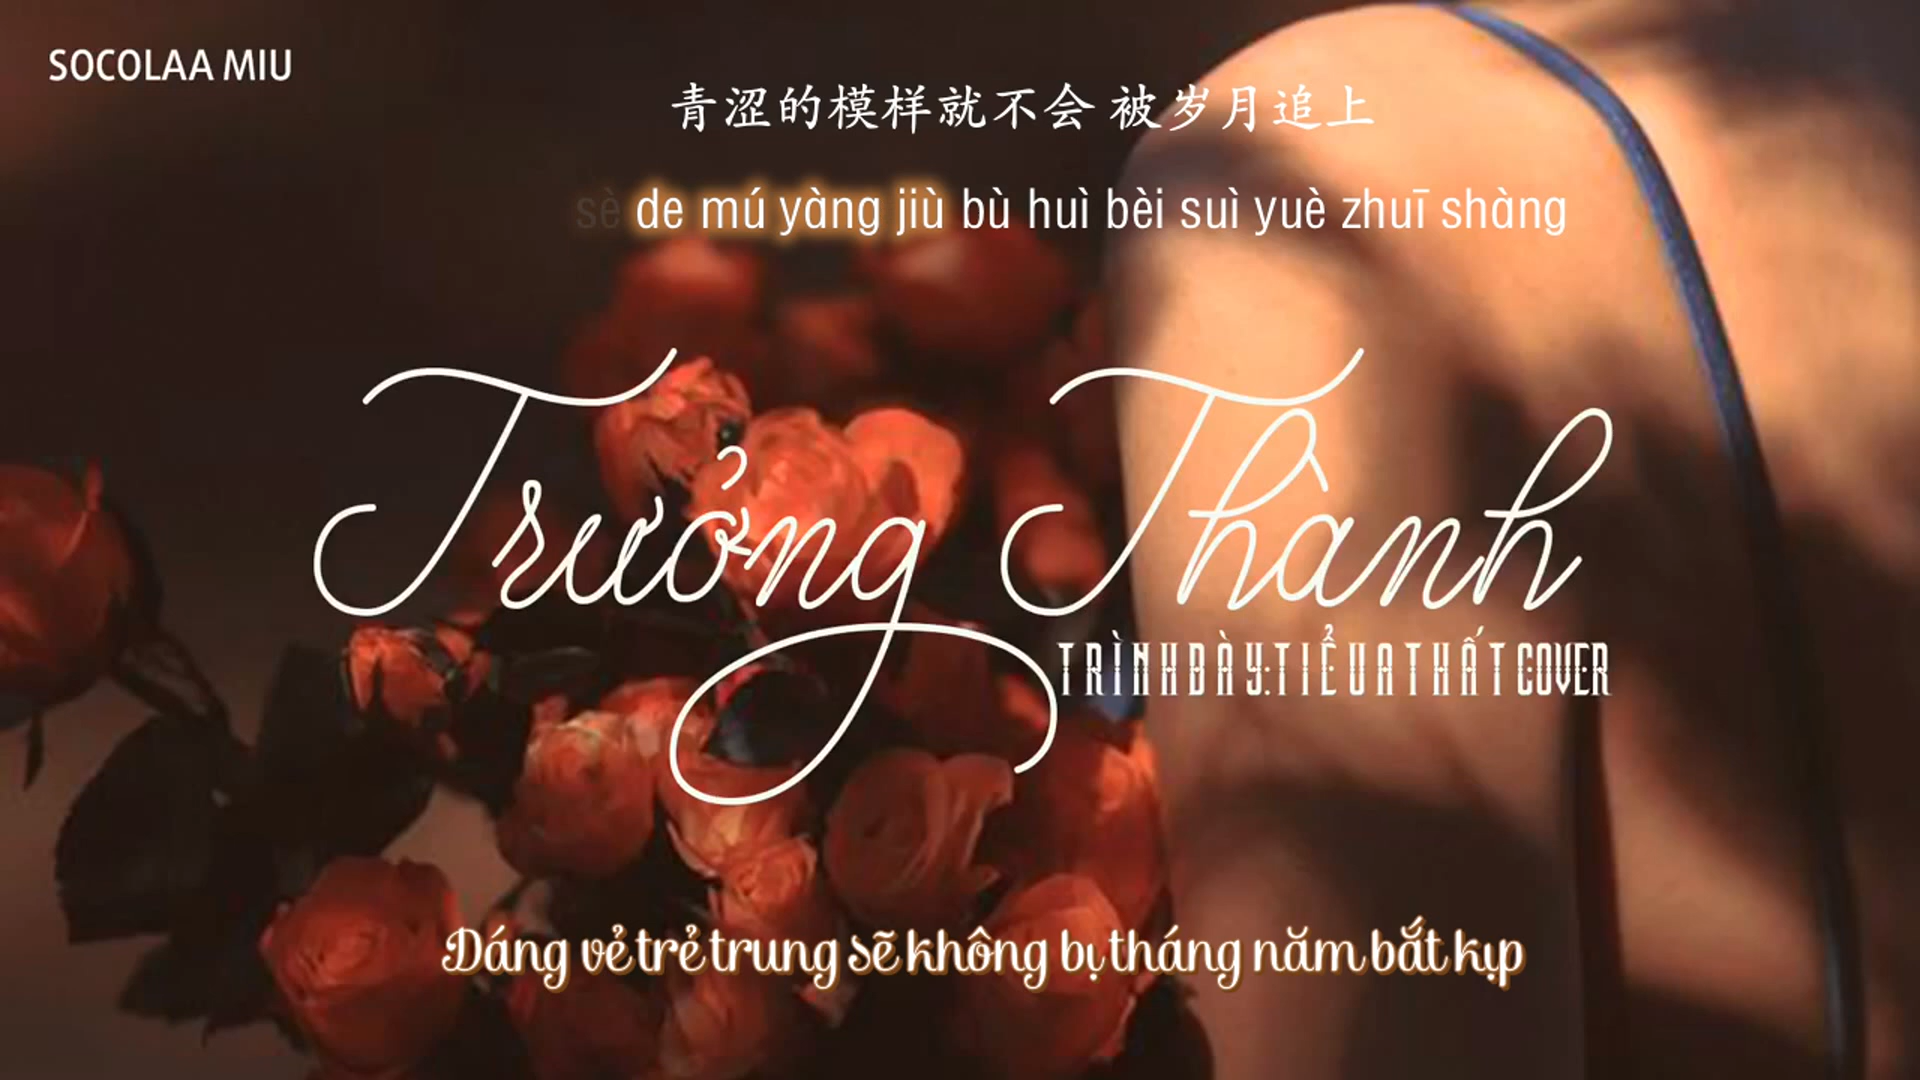 SOCOLAA MIU
青涩的模样就不会 被岁月追上
sè de mú yàng jiù bù huì bèi suì yuè zhuī shàng
Trưởng Thành
TRÌNH BÀY: TIỂU A THẤT COVER
Dáng vẻ trẻ trung sẽ không bị tháng năm bắt kịp